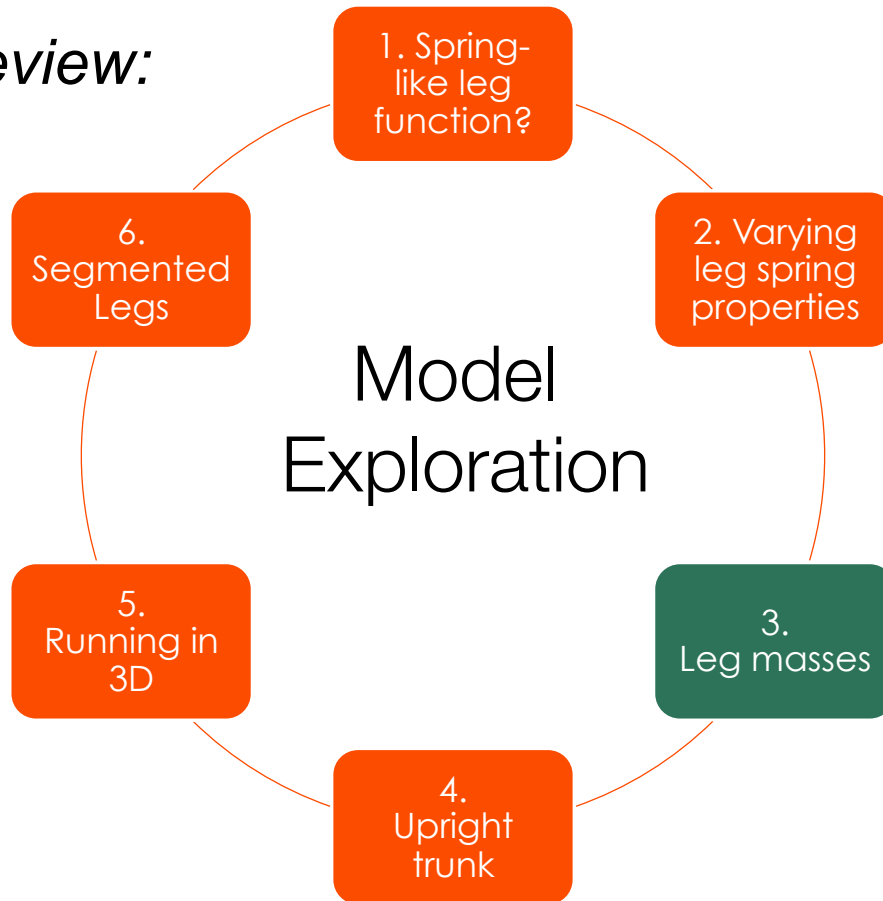 eview:
1. Spring-
like leg
function?
2. Varying
leg spring
properties
3.
Leg masses
4.
Upright
trunk
5.
Running in
3D
6.
Segmented
Legs
Model
Exploration